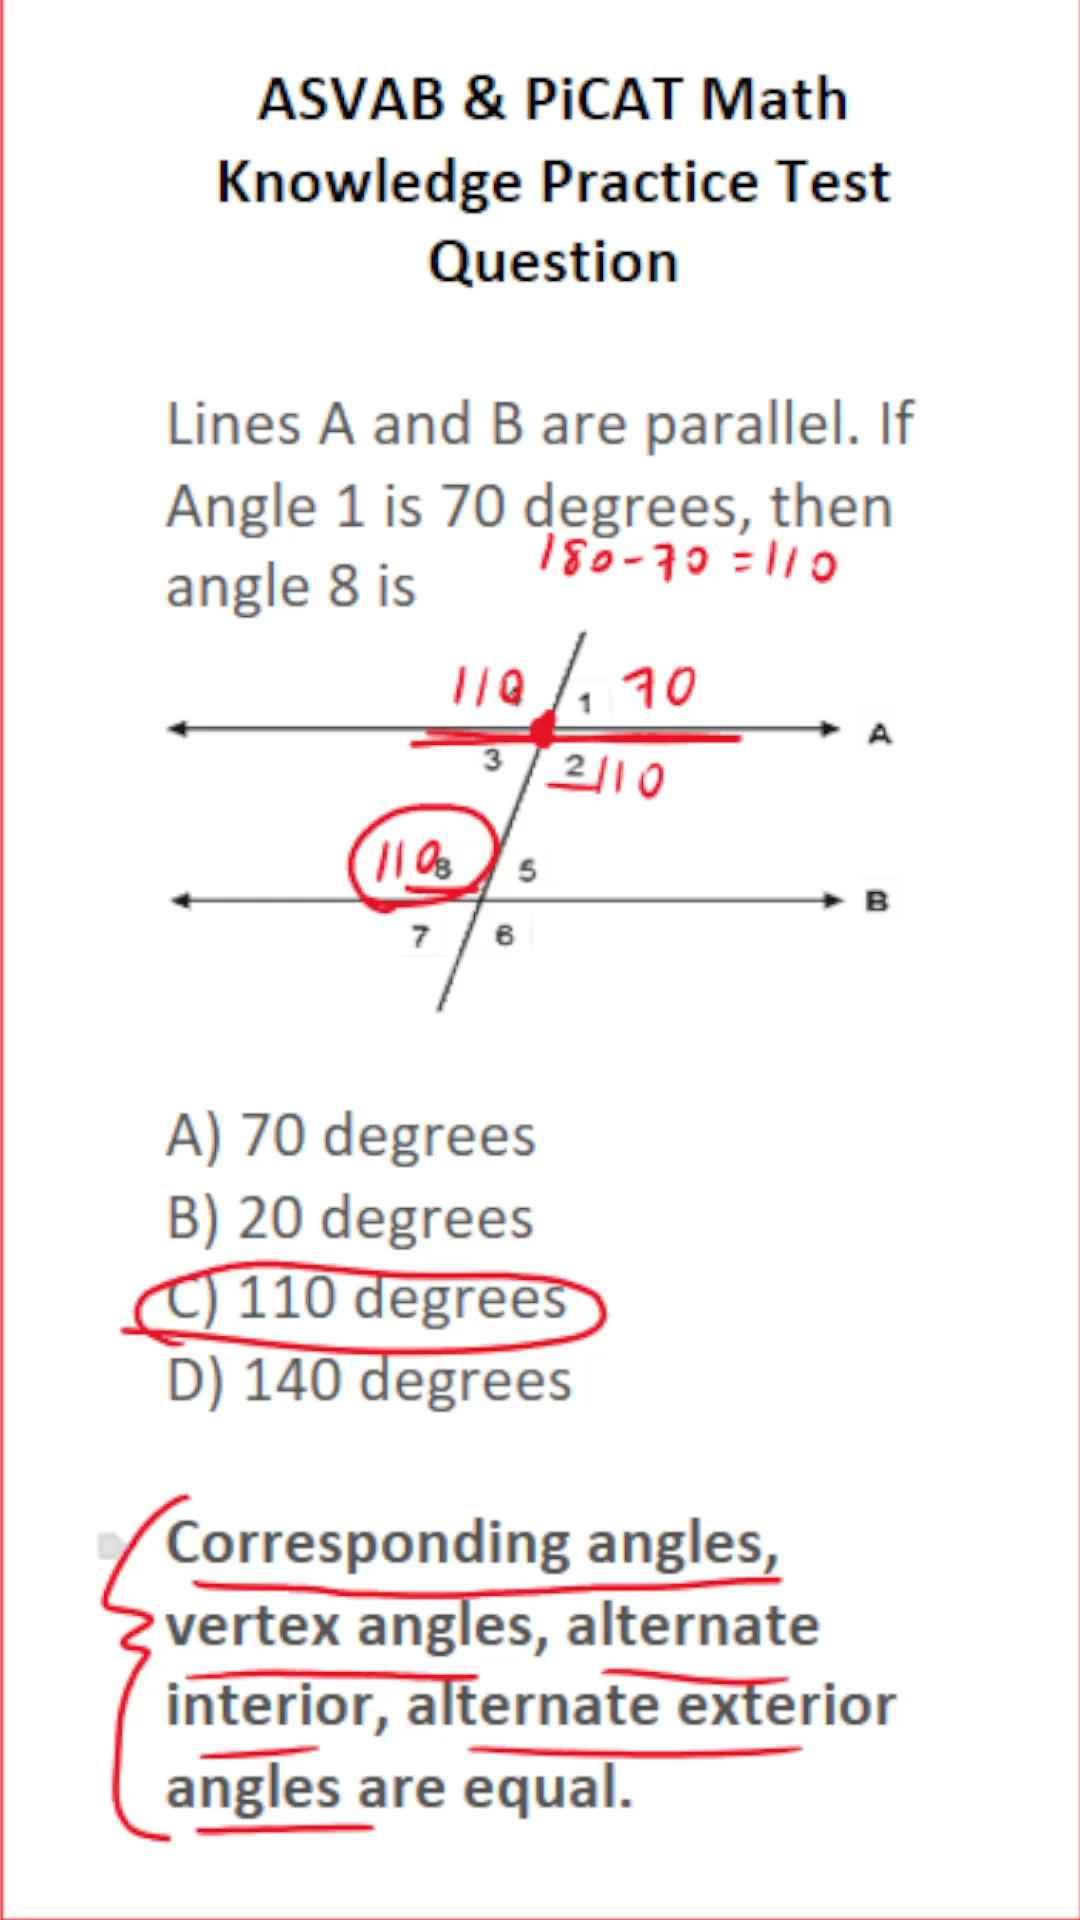 ASVAB & PiCAT Math
Knowledge Practice Test
Question
Lines A and B are parallel. If
Angle 1 is 70 degrees, then
180-70=110
angle 8 is
110 1 70
A
3 2 110
110 8 5
B
7 6
A) 70 degrees
B) 20 degrees
C) 110 degrees
D) 140 degrees
Corresponding angles,
vertex angles, alternate
interior, alternate exterior
angles are equal.